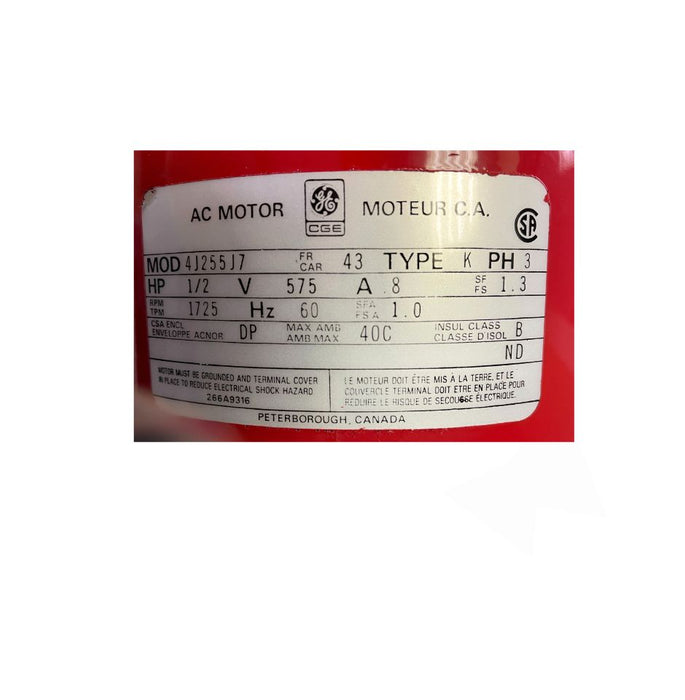 AC MOTOR GE CGE MOTEUR C.A. SA
MOD 4J255J7 FR CAR 43 TYPE K PH 3
HP 1/2 V 575 A .8 SF FS 1.3
RPM TPM 1725 Hz 60 SFA FSA 1.0
CSA ENCL ENVELOPPE ACNOR DP MAX AMB AMB MAX 40C INSUL CLASS CLASSE D'ISOL B
ND
MOTOR MUST BE GROUNDED AND TERMINAL COVER
IN PLACE TO REDUCE ELECTRICAL SHOCK HAZARD
266A9316
LE MOTEUR DOIT ÊTRE MIS À LA TERRE, ET LE
COUVERCLE TERMINAL DOIT ÊTRE EN PLACE POUR
RÉDUIRE LE RISQUE DE SECOUSSE ÉLECTRIQUE.
PETERBOROUGH, CANADA